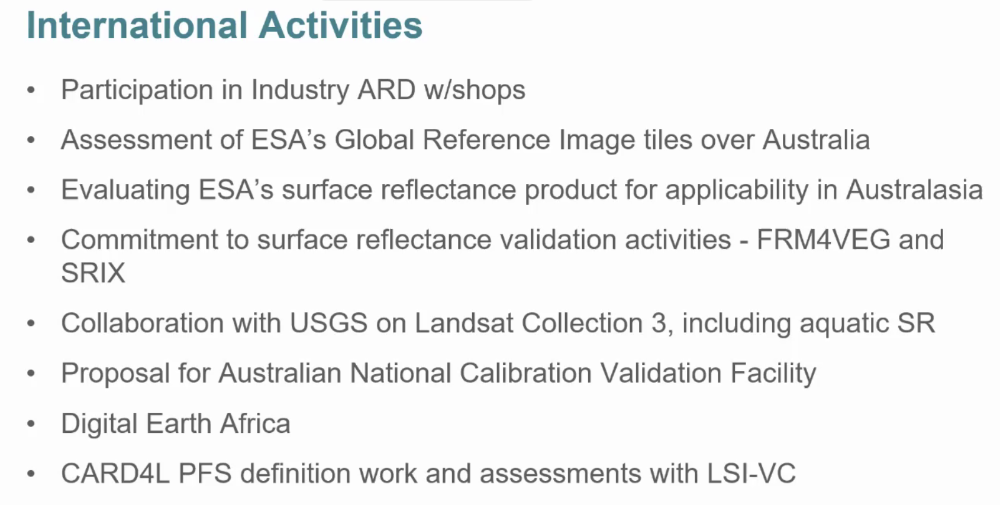 International Activities
• Participation in Industry ARD w/shops
• Assessment of ESA’s Global Reference Image tiles over Australia
• Evaluating ESA’s surface reflectance product for applicability in Australasia
• Commitment to surface reflectance validation activities - FRM4VEG and
SRIX
• Collaboration with USGS on Landsat Collection 3, including aquatic SR
• Proposal for Australian National Calibration Validation Facility
• Digital Earth Africa
• CARD4L PFS definition work and assessments with LSI-VC